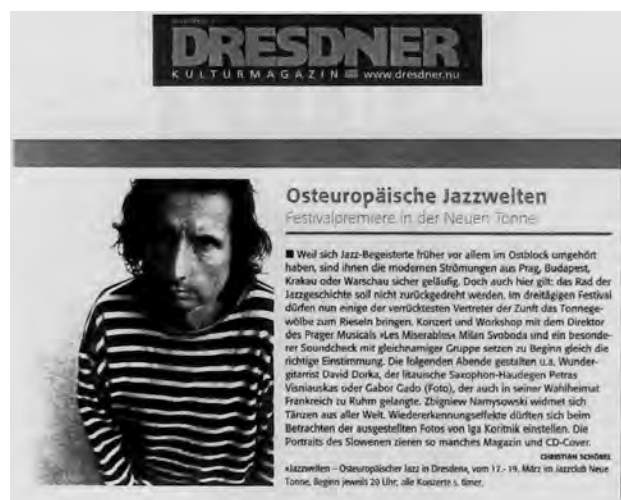 DRESDNER
KULTURMAGAZIN www.dresdner.nu
Osteuropäische Jazzwelten
Festivalpremiere in der Neuen Tonne
■ Weil sich Jazz-Begeisterte früher vor allem im Ostblock umgehört
haben, sind ihnen die modernen Strömungen aus Prag, Budapest,
Krakau oder Warschau sicher geläufig. Doch auch hier gilt: das Rad der
Jazzgeschichte soll nicht zurückgedreht werden. Im dreitägigen Festival
dürfen nun einige der verrücktesten Vertreter der Zunft das Tonnege-
wölbe zum Rieseln bringen. Konzert und Workshop mit dem Direktor
des Prager Musicals »Les Miserables« Milan Svoboda und ein besonde-
rer Soundcheck mit gleichnamiger Gruppe setzen zu Beginn gleich die
richtige Einstimmung. Die folgenden Abende gestalten u.a. Wunder-
gitarrist David Dorka, der litauische Saxophon-Haudegen Petras
Visniauskas oder Gabor Gado (Foto), der auch in seiner Wahlheimat
Frankreich zu Ruhm gelangte. Zbigniew Namysowski widmet sich
Tänzen aus aller Welt. Wiedererkennungseffekte dürften sich beim
Betrachten der ausgestellten Fotos von Iga Koritnik einstellen. Die
Portraits des Slowenen zieren so manches Magazin und CD-Cover.
CHRISTIAN SCHÖBEL
»Jazzwelten – Osteuropäischer Jazz in Dresden«, vom 17.- 19. März im Jazzclub Neue
Tonne, Beginn jeweils 20 Uhr; alle Konzerte s. timer.